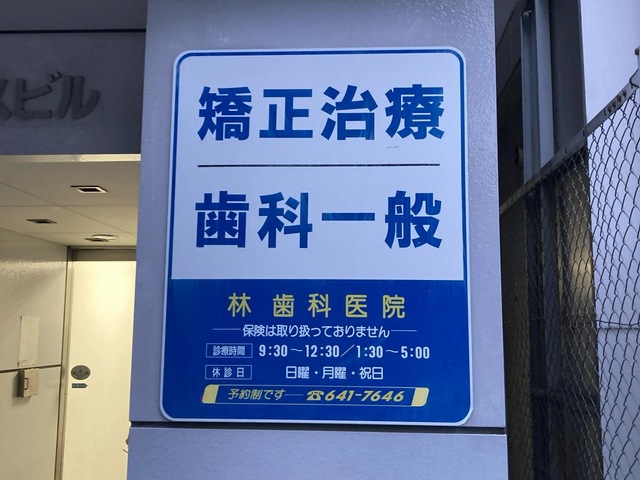 スビル
矯正治療
歯科一般
林歯科医院
保険は取り扱っておりません
診療時間 9:30〜12:30/1:30〜5:00
休診日 日曜・月曜・祝日
予約制です ☎641-7646